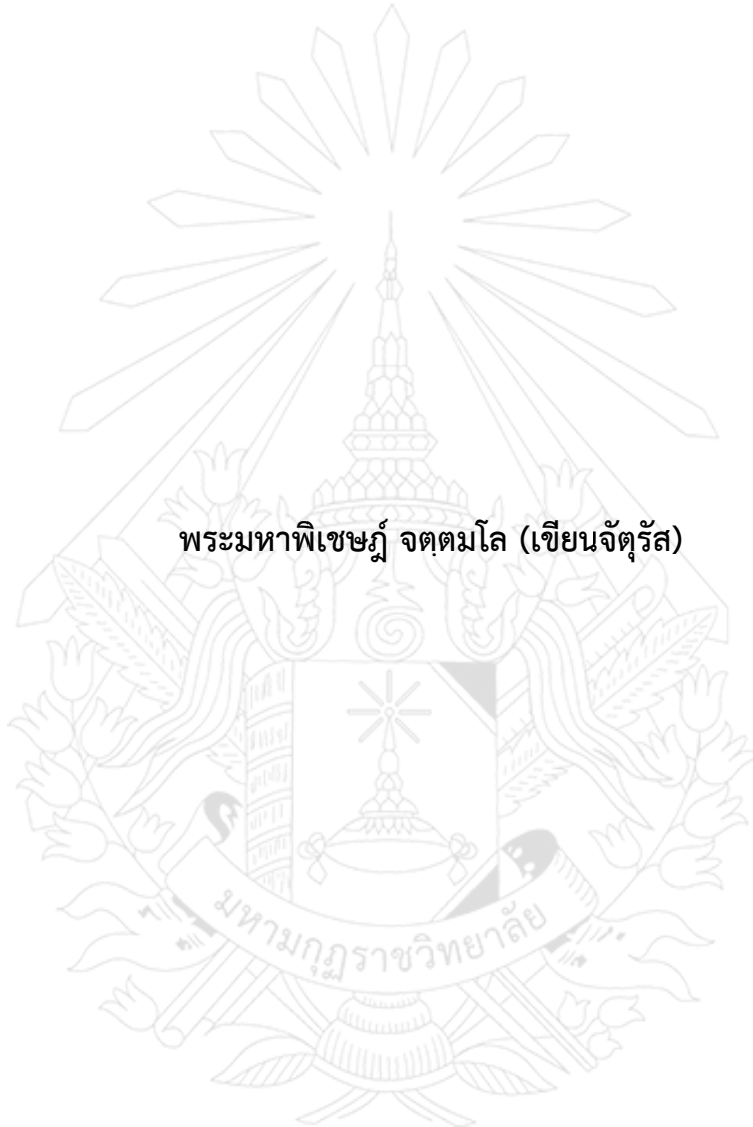 พระมหาพิเชษฎ์ จตฺตมโล (เขียนจัตุรัส)
มหามกุฏราชวิทยาลัย